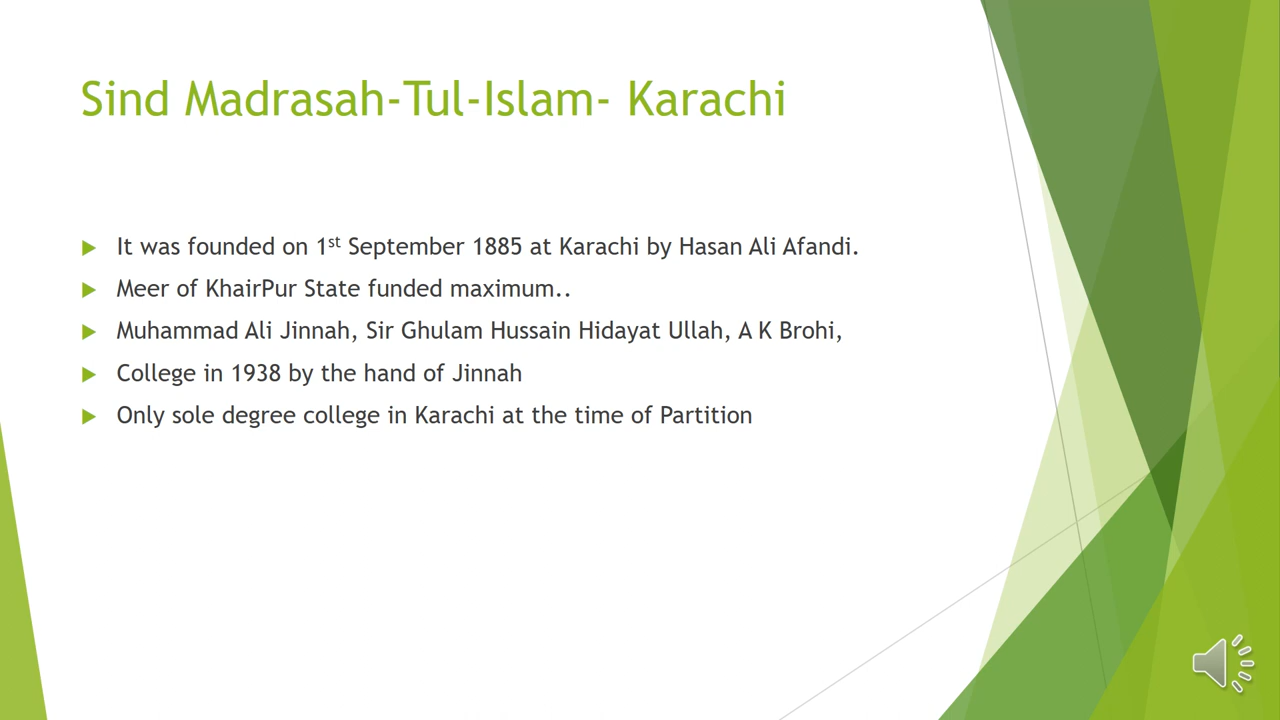 Sind Madrasah-Tul-Islam- Karachi
It was founded on 1st September 1885 at Karachi by Hasan Ali Afandi.
Meer of KhairPur State funded maximum..
Muhammad Ali Jinnah, Sir Ghulam Hussain Hidayat Ullah, A K Brohi,
College in 1938 by the hand of Jinnah
Only sole degree college in Karachi at the time of Partition